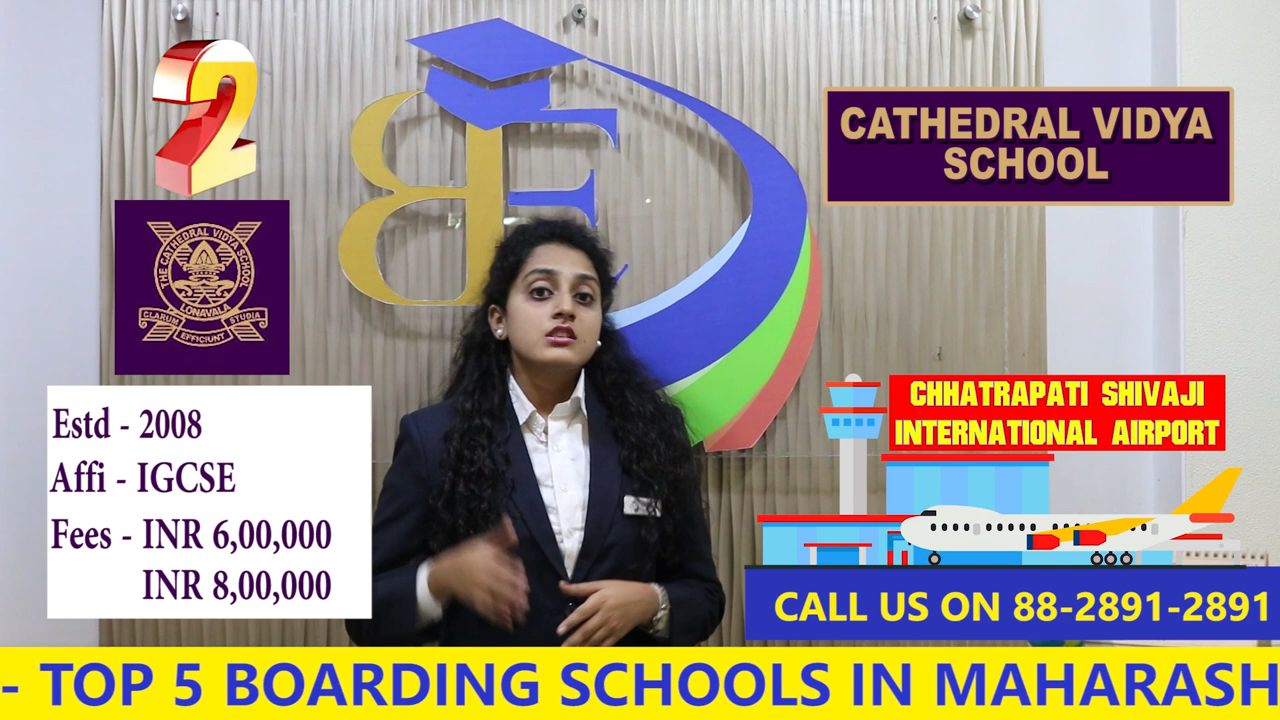 2
BE
CATHEDRAL VIDYA
SCHOOL
THE CATHEDRAL VIDYA SCHOOL
LONAVALA
CLARUM EFFICIUNT STUDIA
Estd - 2008
Affi - IGCSE
Fees - INR 6,00,000
INR 8,00,000
CHHATRAPATI SHIVAJI
INTERNATIONAL AIRPORT
CALL US ON 88-2891-2891
- TOP 5 BOARDING SCHOOLS IN MAHARASH